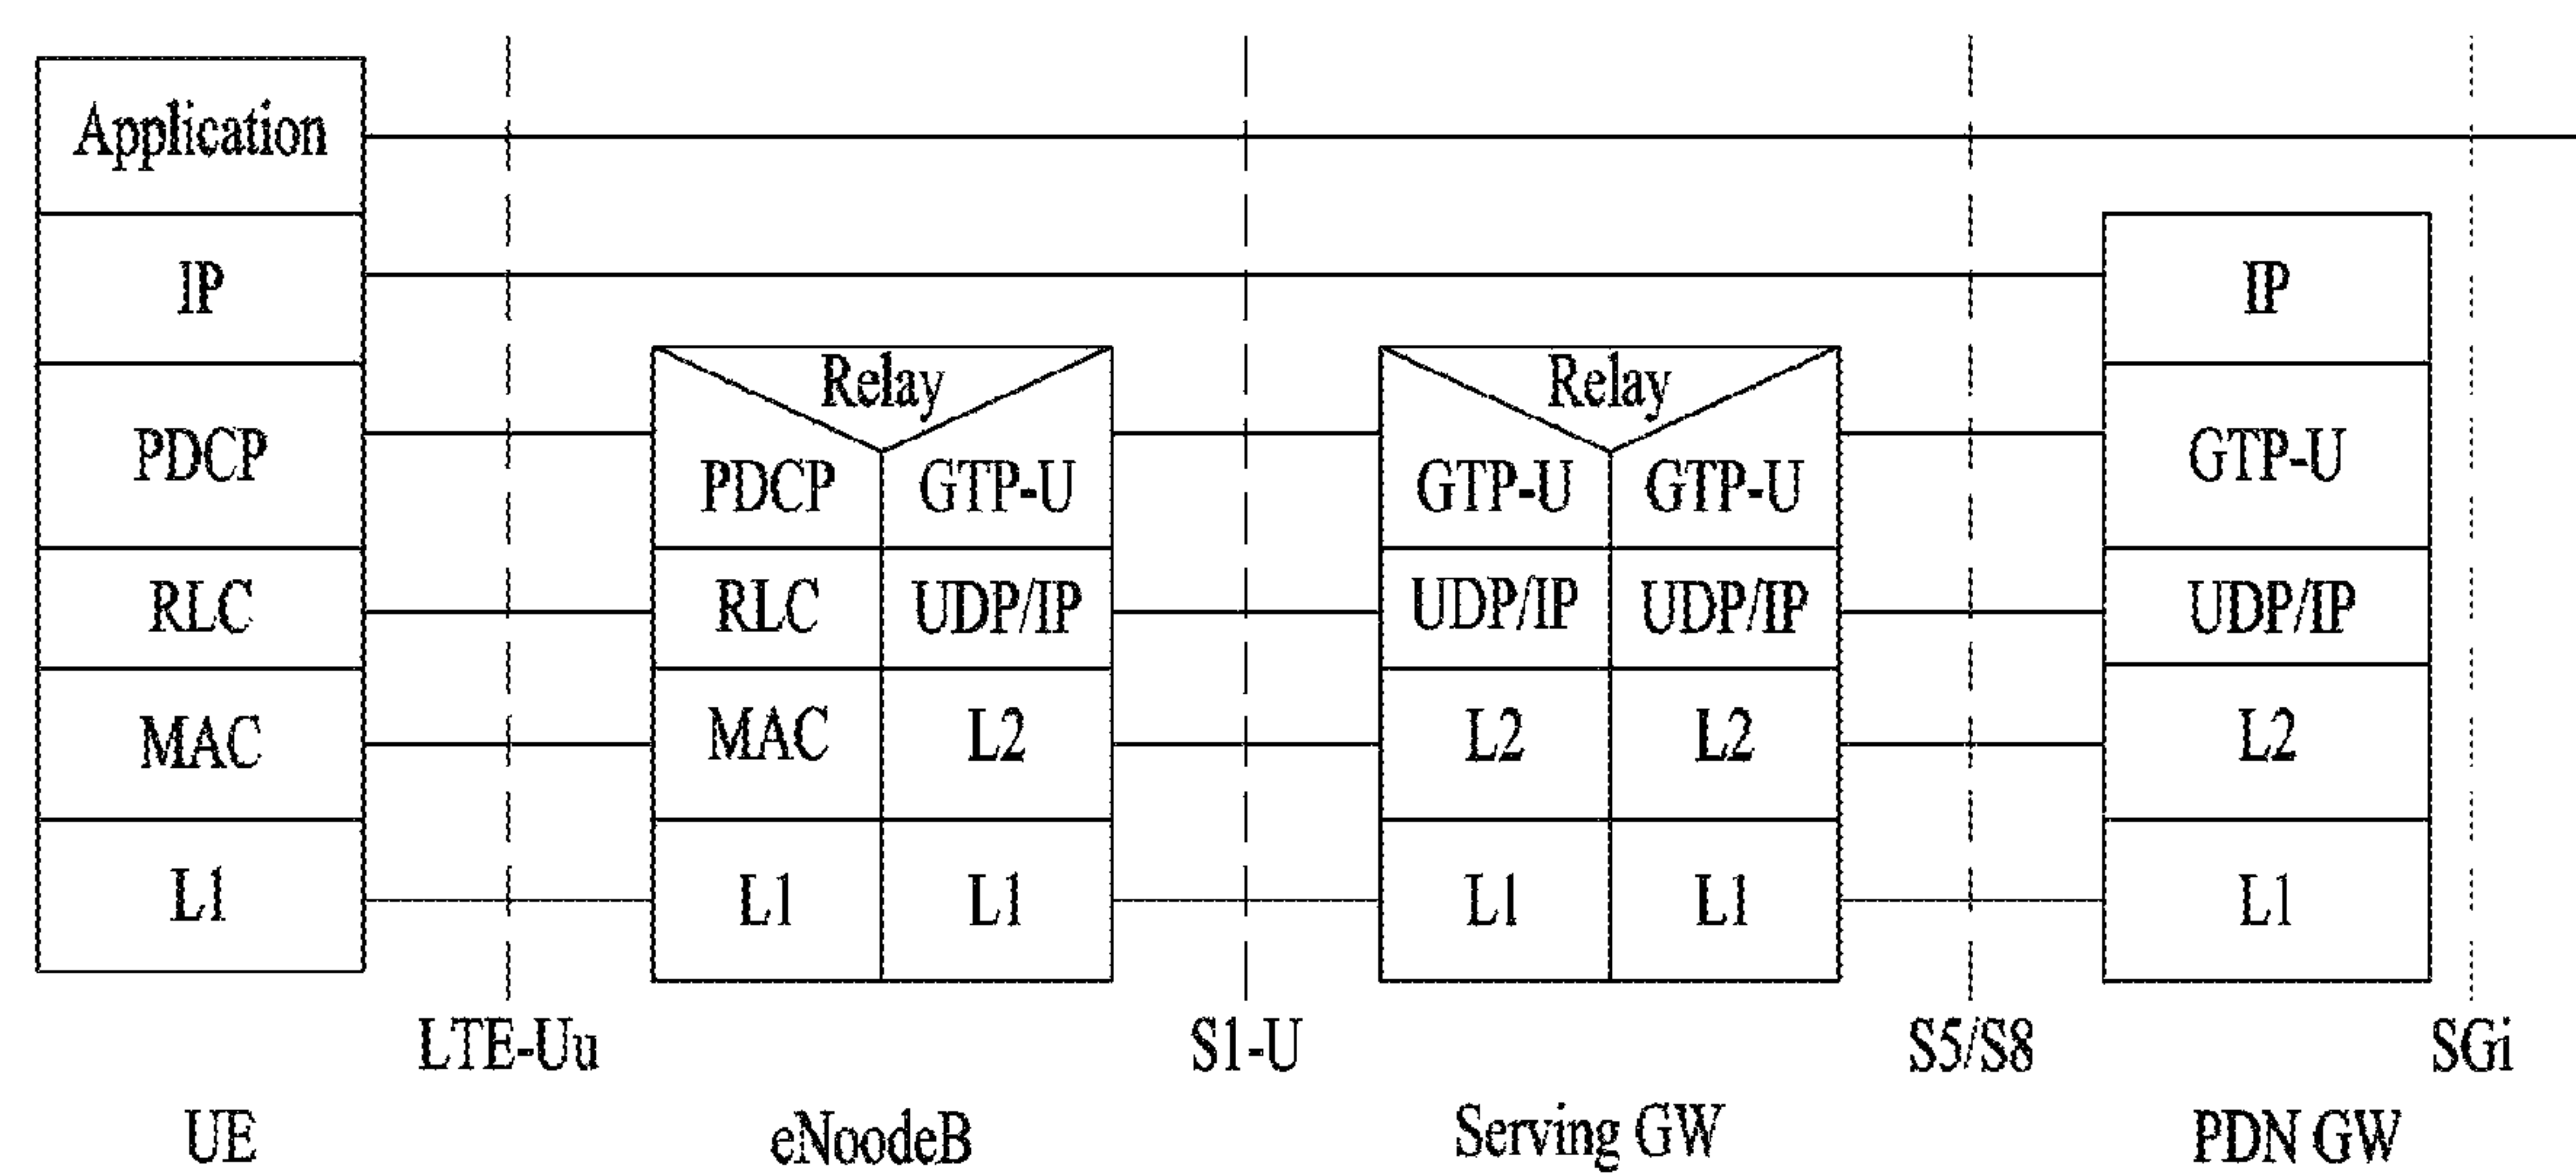 Application
IP
IP
Relay
Relay
PDCP
PDCP
GTP-U
GTP-U
GTP-U
GTP-U
RLC
RLC
UDP/IP
UDP/IP
UDP/IP
UDP/IP
MAC
MAC
L2
L2
L2
L2
L1
L1
L1
L1
L1
L1
LTE-Uu
S1-U
S5/S8
SGi
UE
eNoodeB
Serving GW
PDN GW